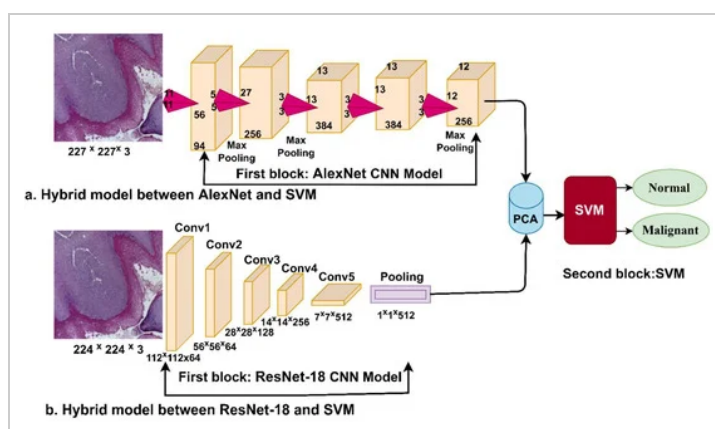 11
11
56
94
5
5
27
256
Max
Pooling
3
3
13
13
384
Max
Pooling
3
3
13
384
3
3
12
12
256
Max
Pooling
227 x 227x 3
First block: AlexNet CNN Model
a. Hybrid model between AlexNet and SVM
PCA
SVM
Normal
Malignant
Second block:SVM
Conv1
Conv2
Conv3
Conv4
Conv5
Pooling
224 x 224 x 3
112x112x64
56x56x64
28x28x128
14x14x256
7x7x512
1x1x512
First block: ResNet-18 CNN Model
b. Hybrid model between ResNet-18 and SVM